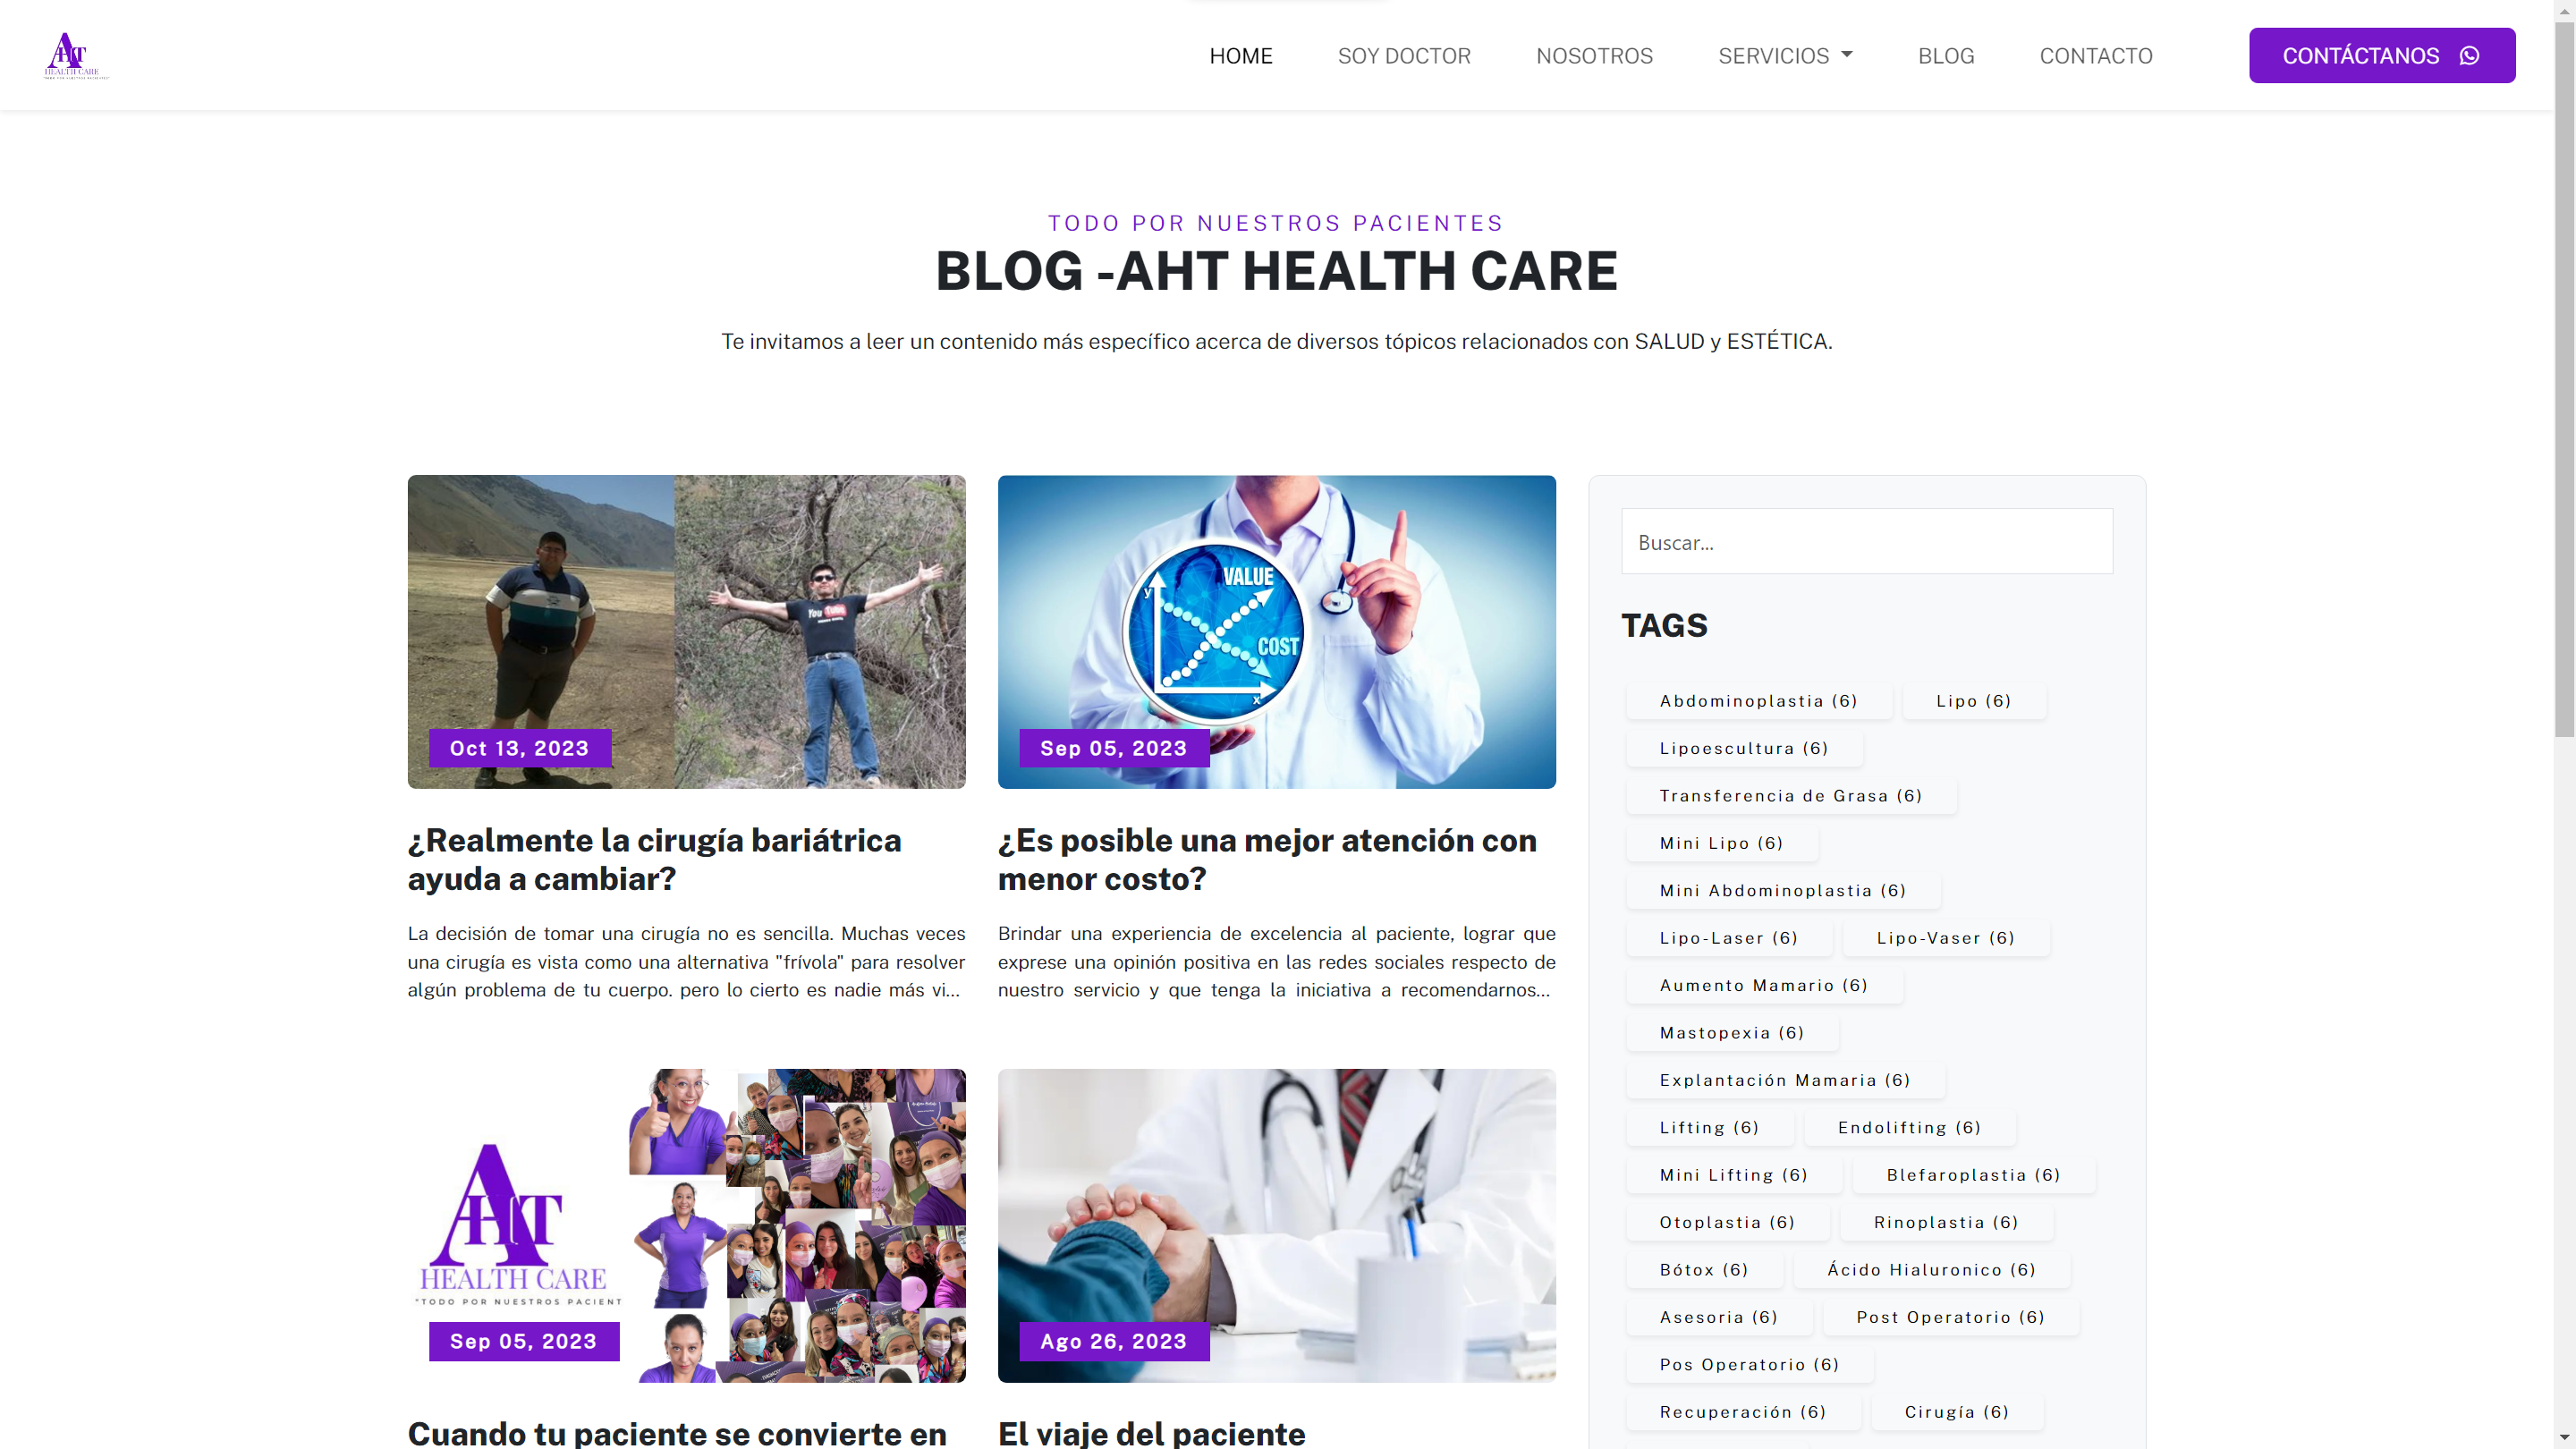 AHT
HEALTH CARE
HOME
SOY DOCTOR
NOSOTROS
SERVICIOS
BLOG
CONTACTO
CONTÁCTANOS
TODO POR NUESTROS PACIENTES
BLOG -AHT HEALTH CARE
Te invitamos a leer un contenido más específico acerca de diversos tópicos relacionados con SALUD y ESTÉTICA.
You Tube
Oct 13, 2023
¿Realmente la cirugía bariátrica
ayuda a cambiar?
La decisión de tomar una cirugía no es sencilla. Muchas veces
una cirugía es vista como una alternativa "frívola" para resolver
algún problema de tu cuerpo. pero lo cierto es nadie más vi...
y
VALUE
COST
x
Sep 05, 2023
¿Es posible una mejor atención con
menor costo?
Brindar una experiencia de excelencia al paciente, lograr que
exprese una opinión positiva en las redes sociales respecto de
nuestro servicio y que tenga la iniciativa a recomendarnos...
AHT
HEALTH CARE
"TODO POR NUESTROS PACIENT
Sep 05, 2023
Cuando tu paciente se convierte en
Ago 26, 2023
El viaje del paciente
Buscar...
TAGS
Abdominoplastia (6)
Lipo (6)
Lipoescultura (6)
Transferencia de Grasa (6)
Mini Lipo (6)
Mini Abdominoplastia (6)
Lipo-Laser (6)
Lipo-Vaser (6)
Aumento Mamario (6)
Mastopexia (6)
Explantación Mamaria (6)
Lifting (6)
Endolifting (6)
Mini Lifting (6)
Blefaroplastia (6)
Otoplastia (6)
Rinoplastia (6)
Bótox (6)
Ácido Hialuronico (6)
Asesoria (6)
Post Operatorio (6)
Pos Operatorio (6)
Recuperación (6)
Cirugía (6)